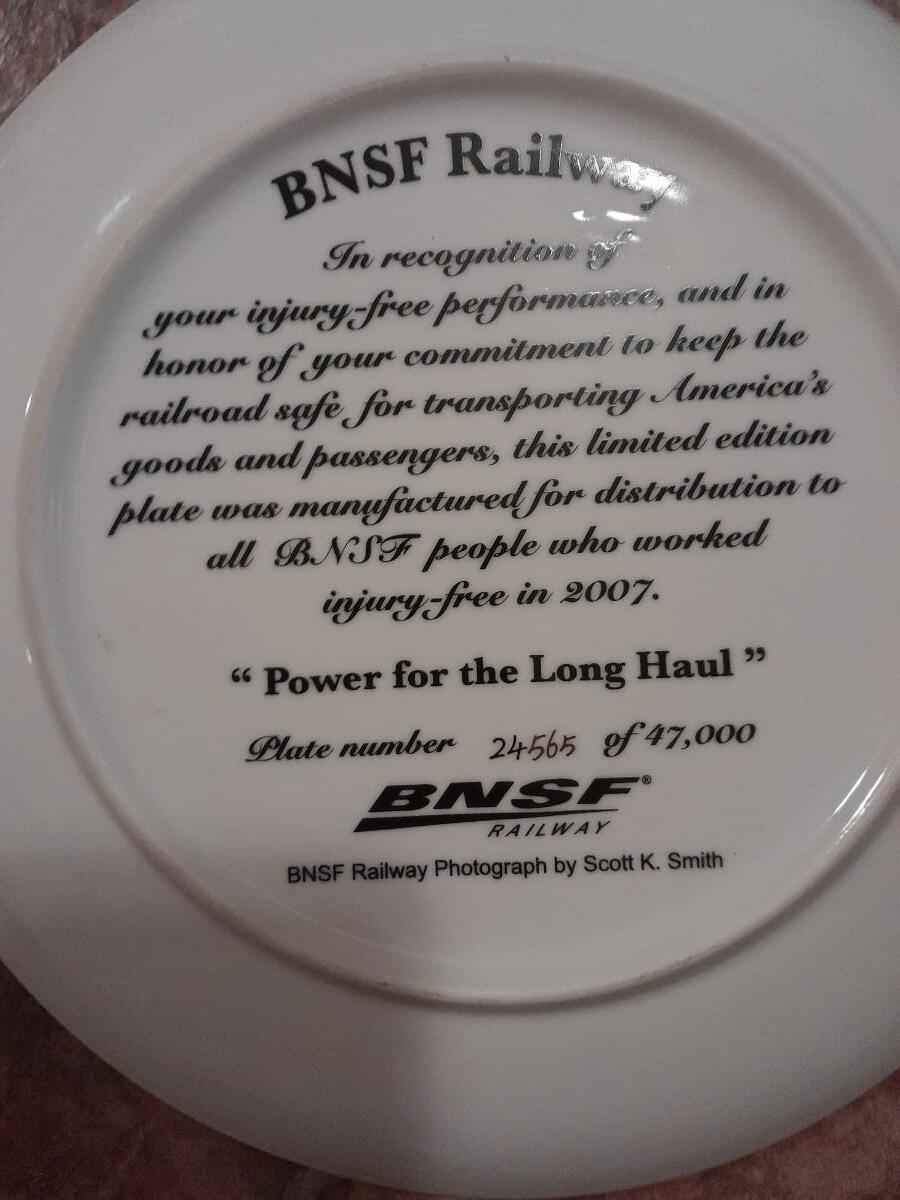 BNSF Railway
In recognition of
your injury-free performance, and in
honor of your commitment to keep the
railroad safe for transporting America's
goods and passengers, this limited edition
plate was manufactured for distribution to
all BNSF people who worked
injury-free in 2007.
“ Power for the Long Haul ”
Plate number 24565 of 47,000
BNSF®
RAILWAY
BNSF Railway Photograph by Scott K. Smith